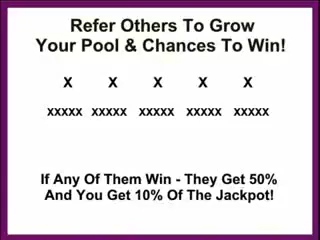 Refer Others To Grow
Your Pool & Chances To Win!
X X X X X
xxxxx xxxxx xxxxx xxxxx xxxxx
If Any Of Them Win - They Get 50%
And You Get 10% Of The Jackpot!